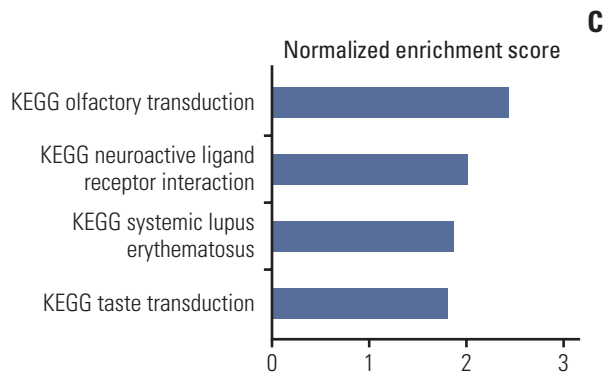 C
Normalized enrichment score
KEGG olfactory transduction
KEGG neuroactive ligand
receptor interaction
KEGG systemic lupus
erythematosus
KEGG taste transduction
0 1 2 3